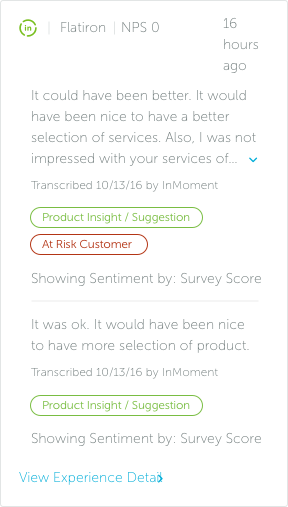 in | Flatiron | NPS 0
16
hours
ago
It could have been better. It would
have been nice to have a better
selection of services. Also, I was not
impressed with your services of...
Transcribed 10/13/16 by InMoment
Product Insight / Suggestion
At Risk Customer
Showing Sentiment by: Survey Score
It was ok. It would have been nice
to have more selection of product.
Transcribed 10/13/16 by InMoment
Product Insight / Suggestion
Showing Sentiment by: Survey Score
View Experience Detail